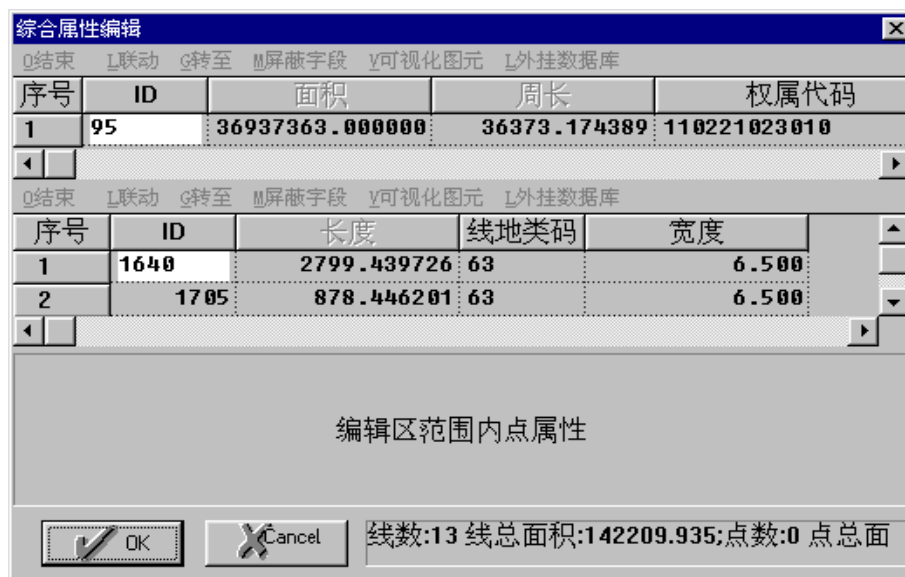 综合属性编辑
O结束 L联动 G转至 M屏蔽字段 V可视化图元 L外挂数据库
序号 ID 面积 周长 权属代码
1 95 36937363.000000 36373.174389 110221023010
O结束 L联动 G转至 M屏蔽字段 V可视化图元 L外挂数据库
序号 ID 长度 线地类码 宽度
1 1640 2799.439726 63 6.500
2 1705 878.446201 63 6.500
编辑区范围内点属性
OK Cancel 线数:13 线总面积:142209.935;点数:0 点总面